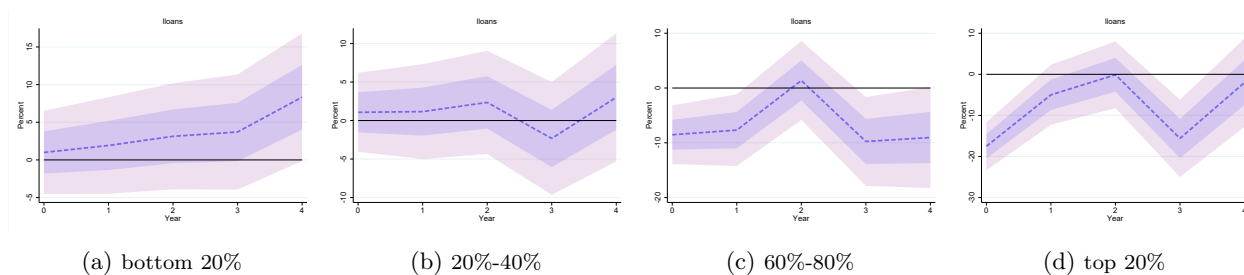 lloans
Percent
15
10
5
0
-5
0 1 2 3 4
Year
(a) bottom 20%
lloans
Percent
10
5
0
-5
-10
0 1 2 3 4
Year
(b) 20%-40%
lloans
Percent
10
0
-10
-20
0 1 2 3 4
Year
(c) 60%-80%
lloans
Percent
10
0
-10
-20
-30
0 1 2 3 4
Year
(d) top 20%